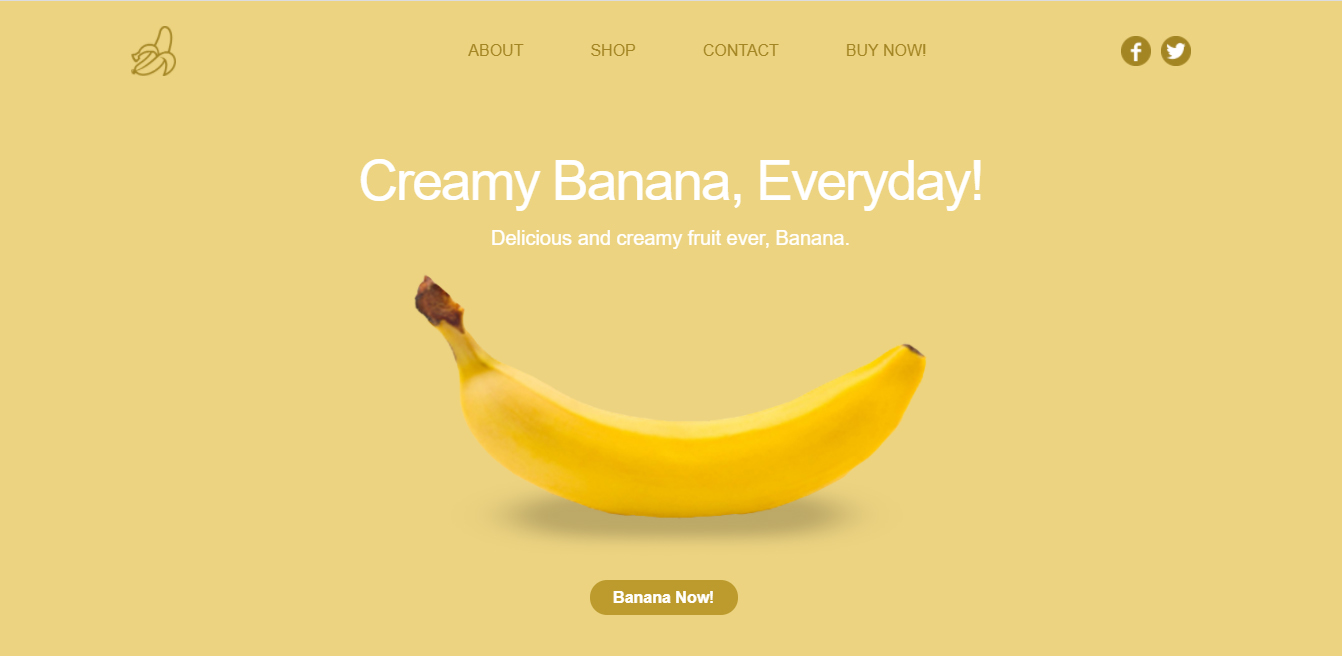 ABOUT SHOP CONTACT BUY NOW!
Creamy Banana, Everyday!
Delicious and creamy fruit ever, Banana.
Banana Now!